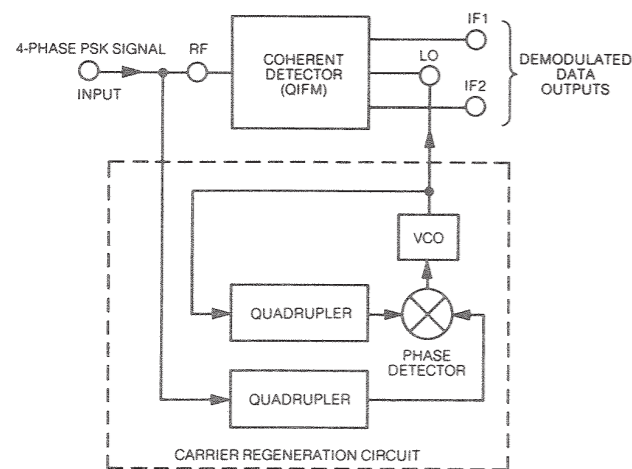 4-PHASE PSK SIGNAL
INPUT
RF
COHERENT
DETECTOR
(QIFM)
LO
IF1
IF2
DEMODULATED
DATA
OUTPUTS
VCO
QUADRUPLER
PHASE
DETECTOR
QUADRUPLER
CARRIER REGENERATION CIRCUIT